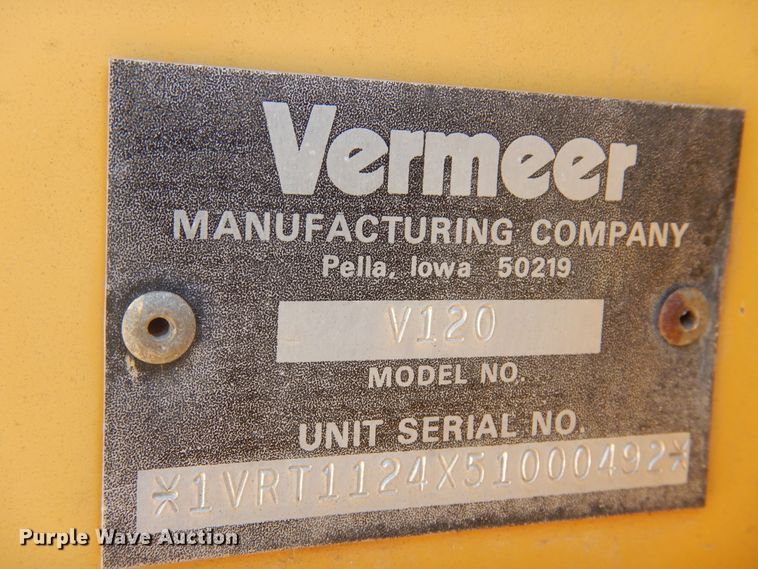 Vermeer
MANUFACTURING COMPANY
Pella, Iowa 50219
V120
MODEL NO.
UNIT SERIAL NO.
*1VRT1124X51000492*
Purple Wave Auction